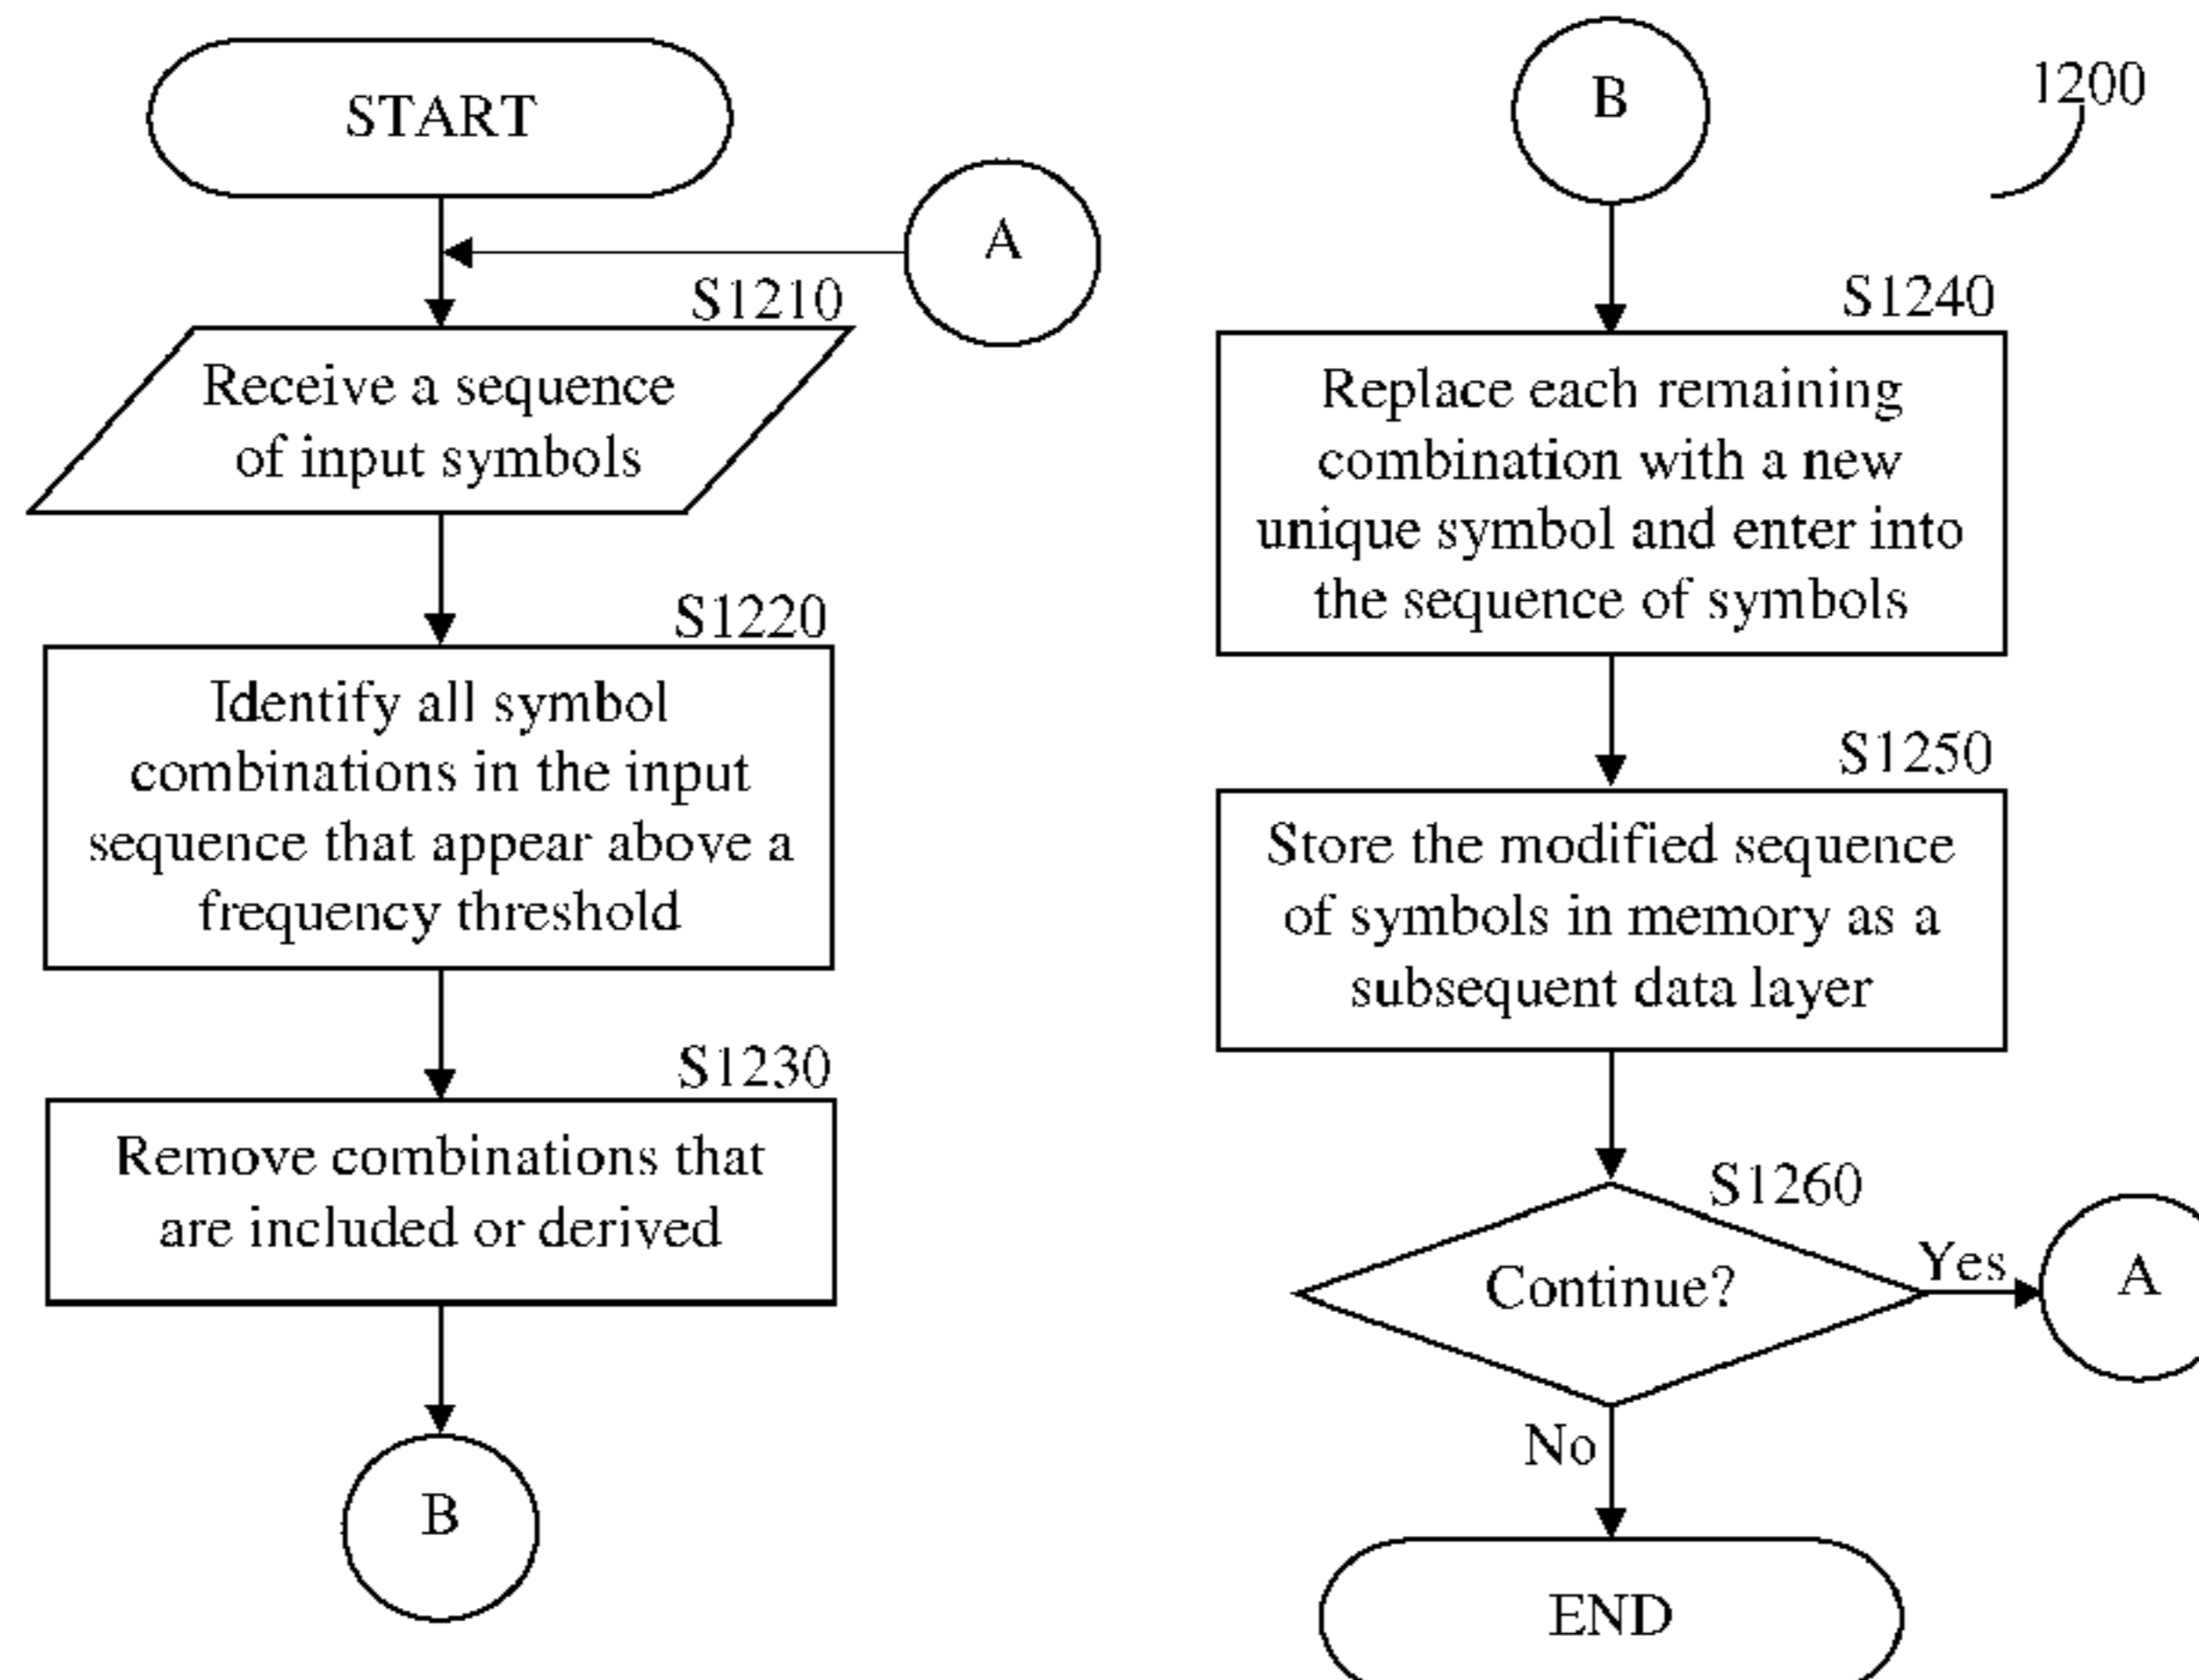 START
A
S1210
Receive a sequence
of input symbols
S1220
Identify all symbol
combinations in the input
sequence that appear above a
frequency threshold
S1230
Remove combinations that
are included or derived
B
B
1200
S1240
Replace each remaining
combination with a new
unique symbol and enter into
the sequence of symbols
S1250
Store the modified sequence
of symbols in memory as a
subsequent data layer
S1260
Continue?
Yes
A
No
END